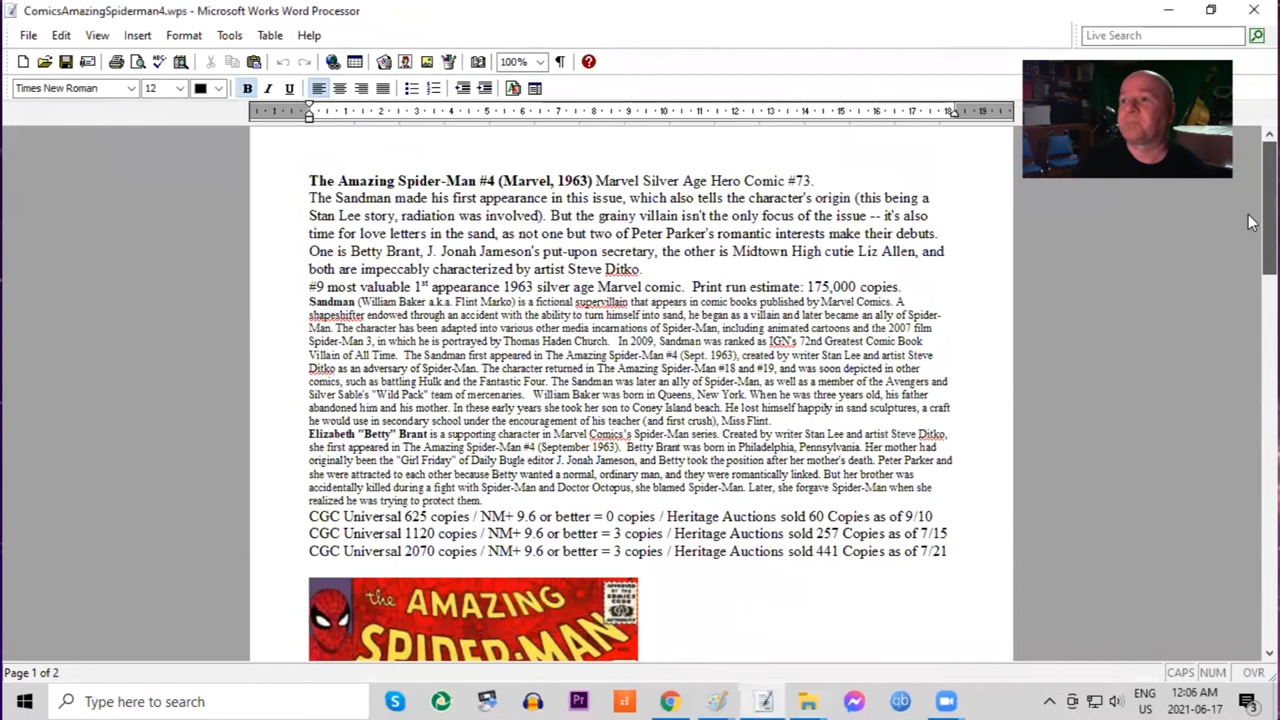 ComicsAmazingSpiderman4.wps - Microsoft Works Word Processor
File Edit View Insert Format Tools Table Help
Live Search
100%
Times New Roman 12 B I U
1 1 2 3 4 5 6 7 8 9 10 11 12 13 14 15 16 17 18 19
The Amazing Spider-Man #4 (Marvel, 1963) Marvel Silver Age Hero Comic #73.
The Sandman made his first appearance in this issue, which also tells the character's origin (this being a
Stan Lee story, radiation was involved). But the grainy villain isn't the only focus of the issue -- it's also
time for love letters in the sand, as not one but two of Peter Parker's romantic interests make their debuts.
One is Betty Brant, J. Jonah Jameson's put-upon secretary, the other is Midtown High cutie Liz Allen, and
both are impeccably characterized by artist Steve Ditko.
#9 most valuable 1st appearance 1963 silver age Marvel comic. Print run estimate: 175,000 copies.
Sandman (William Baker a.k.a. Flint Marko) is a fictional supervillain that appears in comic books published by Marvel Comics. A
shapeshifter endowed through an accident with the ability to turn himself into sand, he began as a villain and later became an ally of Spider-
Man. The character has been adapted into various other media incarnations of Spider-Man, including animated cartoons and the 2007 film
Spider-Man 3, in which he is portrayed by Thomas Haden Church. In 2009, Sandman was ranked as IGN's 72nd Greatest Comic Book
Villain of All Time. The Sandman first appeared in The Amazing Spider-Man #4 (Sept. 1963), created by writer Stan Lee and artist Steve
Ditko as an adversary of Spider-Man. The character returned in The Amazing Spider-Man #18 and #19, and was soon depicted in other
comics, such as battling Hulk and the Fantastic Four. The Sandman was later an ally of Spider-Man, as well as a member of the Avengers and
Silver Sable's "Wild Pack" team of mercenaries. William Baker was born in Queens, New York. When he was three years old, his father
abandoned him and his mother. In these early years she took her son to Coney Island beach. He lost himself happily in sand sculptures, a craft
he would use in secondary school under the encouragement of his teacher (and first crush), Miss Flint.
Elizabeth "Betty" Brant is a supporting character in Marvel Comics's Spider-Man series. Created by writer Stan Lee and artist Steve Ditko,
she first appeared in The Amazing Spider-Man #4 (September 1963). Betty Brant was born in Philadelphia, Pennsylvania. Her mother had
originally been the "Girl Friday" of Daily Bugle editor J. Jonah Jameson, and Betty took the position after her mother's death. Peter Parker and
she were attracted to each other because Betty wanted a normal, ordinary man, and they were romantically linked. But her brother was
accidentally killed during a fight with Spider-Man and Doctor Octopus, she blamed Spider-Man. Later, she forgave Spider-Man when she
realized he was trying to protect them.
CGC Universal 625 copies / NM+ 9.6 or better = 0 copies / Heritage Auctions sold 60 Copies as of 9/10
CGC Universal 1120 copies / NM+ 9.6 or better = 3 copies / Heritage Auctions sold 257 Copies as of 7/15
CGC Universal 2070 copies / NM+ 9.6 or better = 3 copies / Heritage Auctions sold 441 Copies as of 7/21
the AMAZING
SPIDER-MAN
APPROVED BY THE COMICS CODE AUTHORITY
Page 1 of 2
CAPS NUM OVR
Type here to search
Pr
qb
ENG
US
12:06 AM
2021-06-17
3